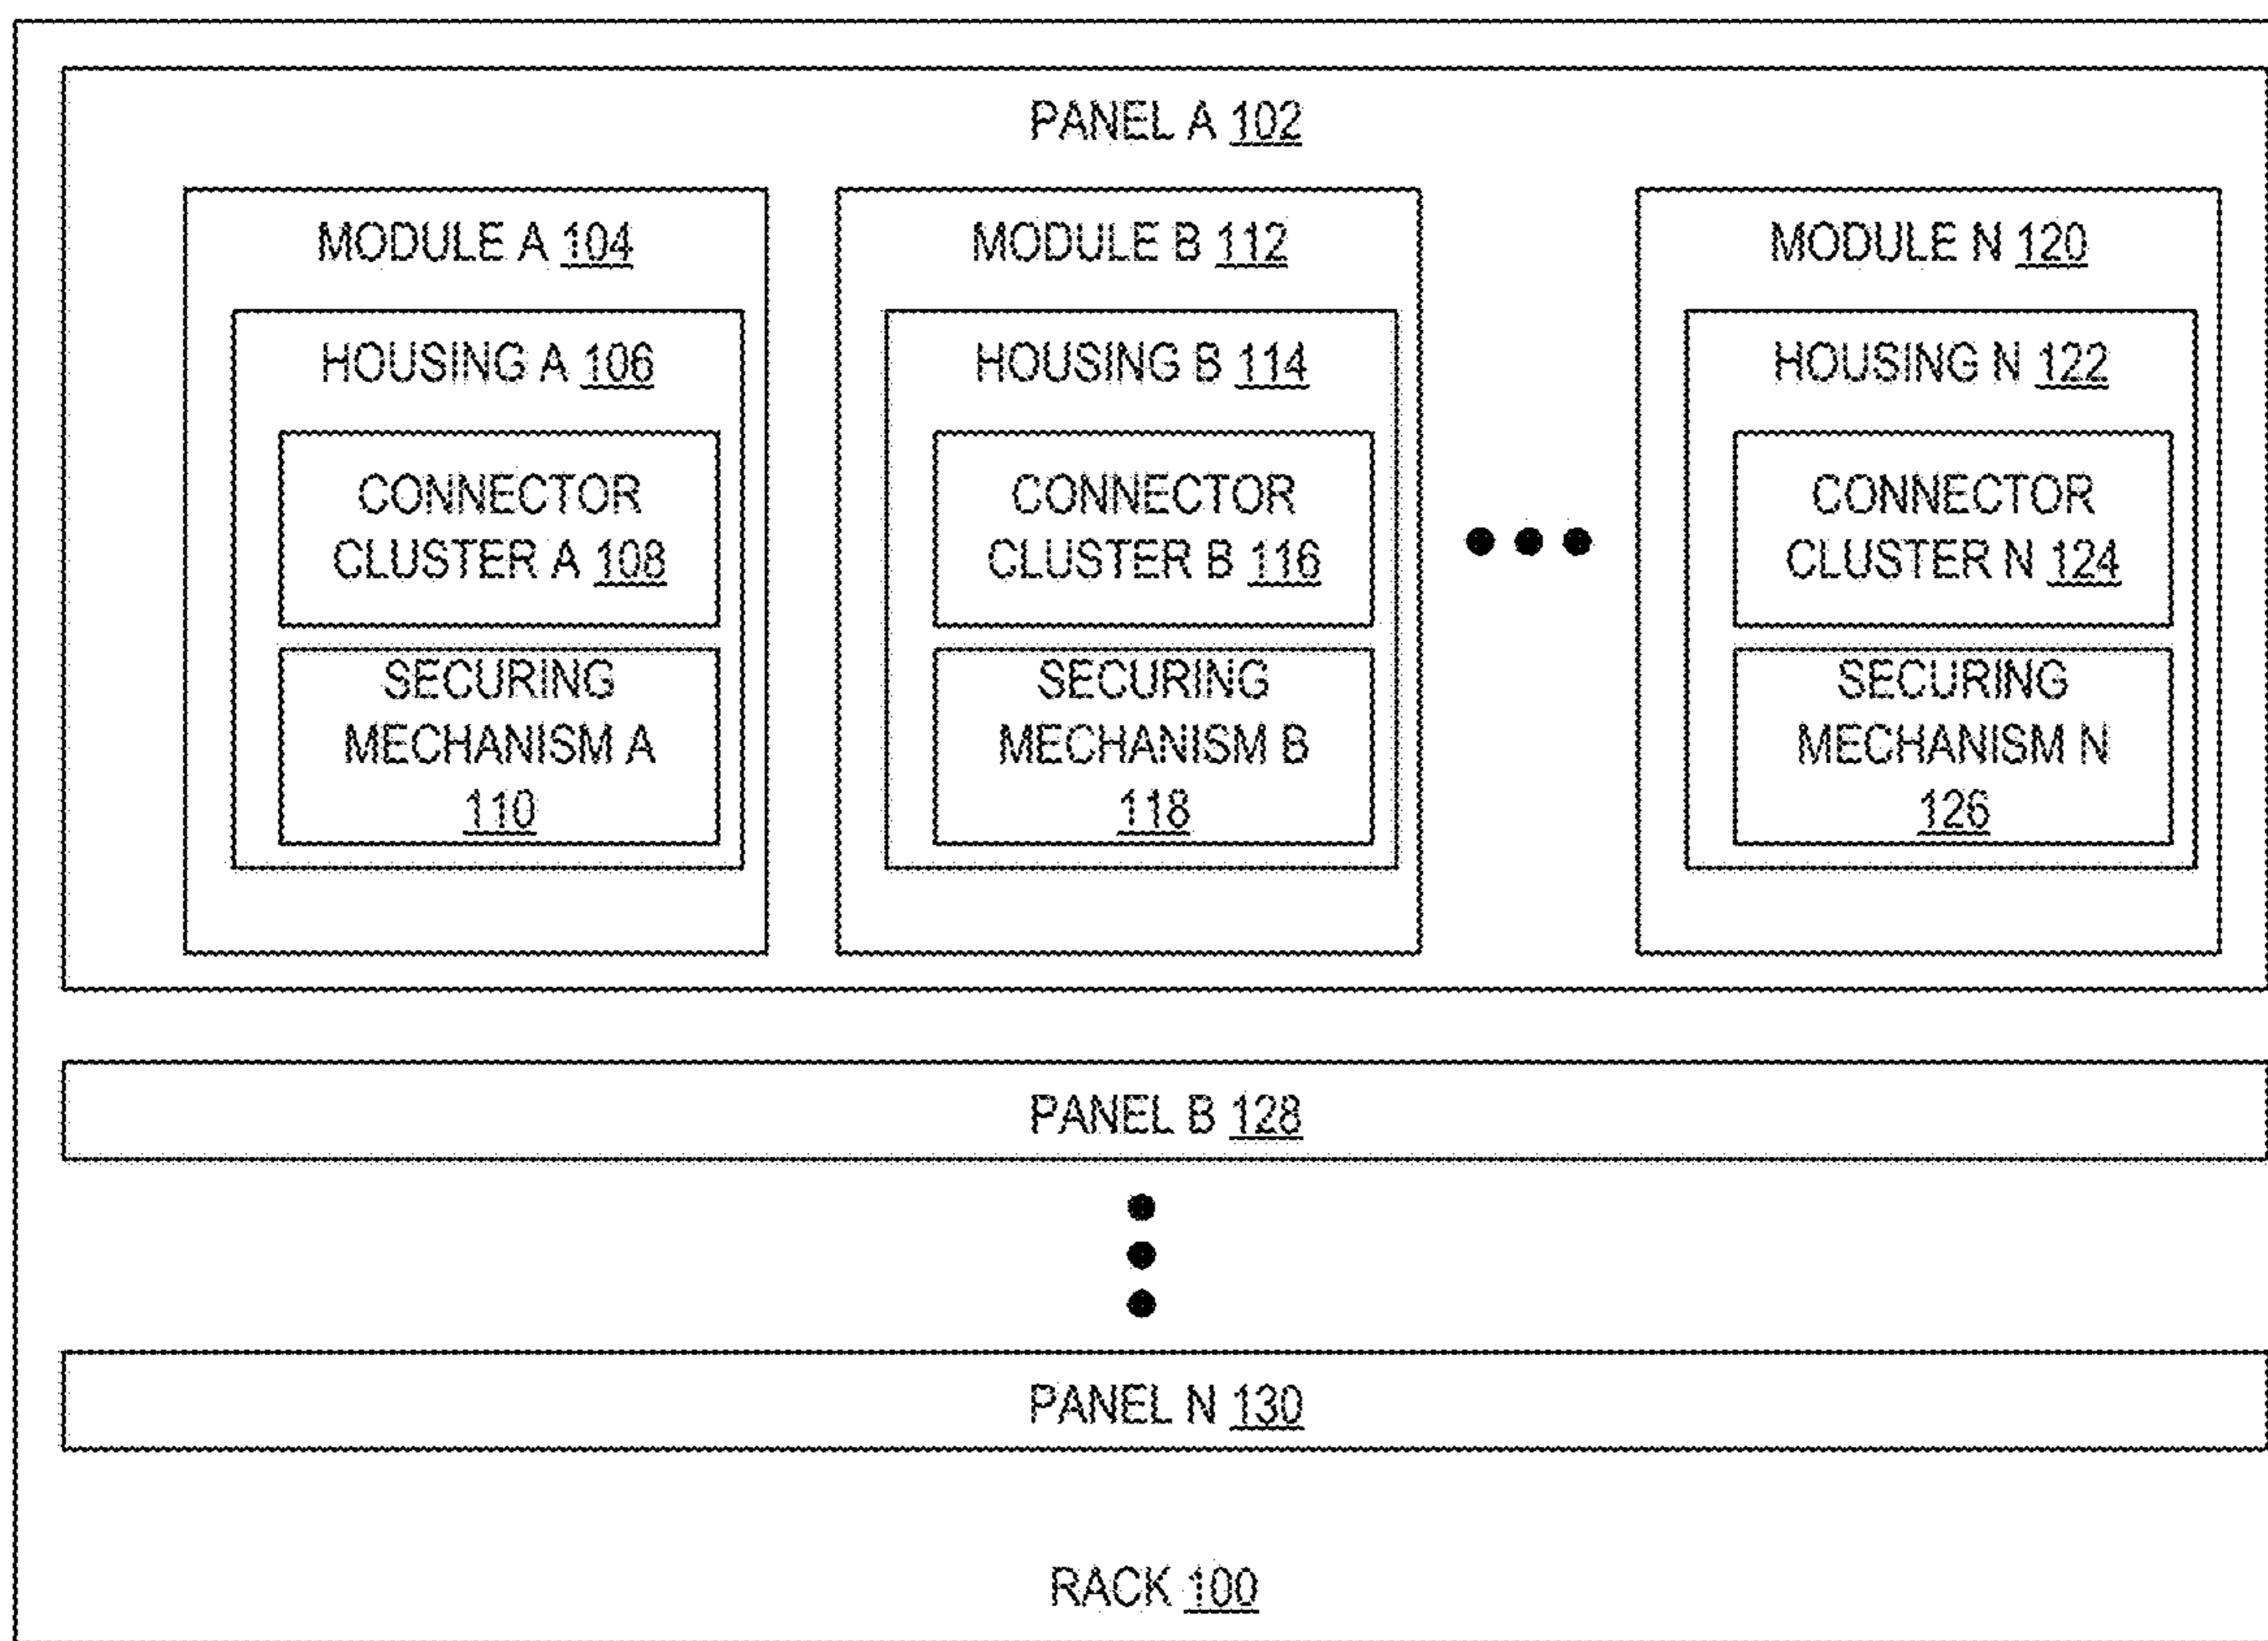 PANEL A 102
MODULE A 104
HOUSING A 106
CONNECTOR
CLUSTER A 108
SECURING
MECHANISM A
110
MODULE B 112
HOUSING B 114
CONNECTOR
CLUSTER B 116
SECURING
MECHANISM B
118
MODULE N 120
HOUSING N 122
CONNECTOR
CLUSTER N 124
SECURING
MECHANISM N
126
PANEL B 128
PANEL N 130
RACK 100